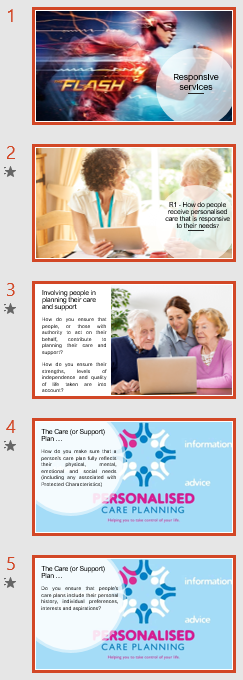 1
Responsive
services
FLASH
2
R1 - How do people
receive personalised
care that is responsive
to their needs?
3
Involving people in
planning their care
and support
How do you ensure that
people, or those with
authority to act on their
behalf, contribute in
planning their care and
support?
How do you ensure their
strengths, levels of
independence and quality
of life taken are into
account?
4
The Care (or Support)
Plan ...
How do you make sure that a
person's care plan fully reflects
their physical, mental,
emotional and social needs
(including any associated with
Protected Characteristics)
information
advice
PERSONALISED
CARE PLANNING
Helping you to take control of your life
5
The Care (or Support)
Plan ...
Do you ensure that people's
care plans include their personal
history, individual preferences,
interests and aspirations?
information
advice
PERSONALISED
CARE PLANNING
Helping you to take control of your life